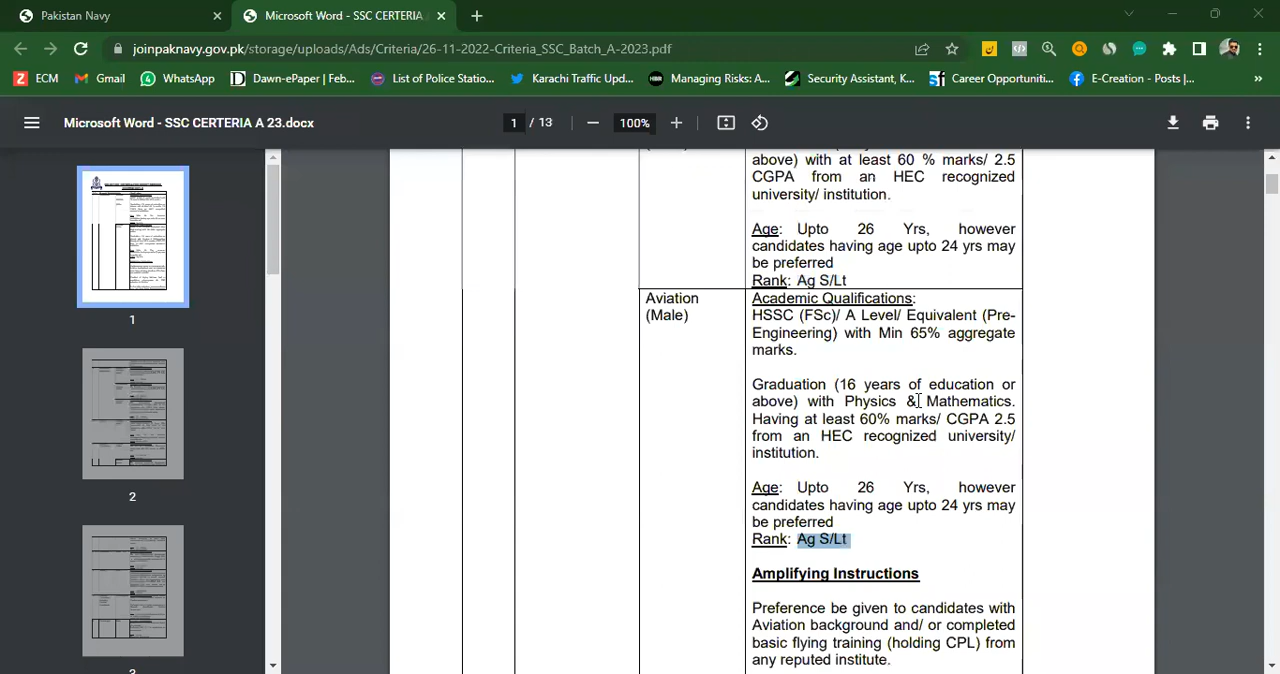 Pakistan Navy
Microsoft Word - SSC CERTERIA
joinpaknavy.gov.pk/storage/uploads/Ads/Criteria/26-11-2022-Criteria_SSC_Batch_A-2023.pdf
ECM
Gmail
WhatsApp
Dawn-ePaper | Feb...
List of Police Statio...
Karachi Traffic Upd...
Managing Risks: A...
Security Assistant, K...
Career Opportuniti...
E-Creation - Posts |...
Microsoft Word - SSC CERTERIA A 23.docx
1 / 13
100%
above) with at least 60 % marks/ 2.5
CGPA from an HEC recognized
university/ institution.
Age: Upto 26 Yrs, however
candidates having age upto 24 yrs may
be preferred
Rank: Ag S/Lt
Aviation
(Male)
Academic Qualifications:
HSSC (FSc)/ A Level/ Equivalent (Pre-
Engineering) with Min 65% aggregate
marks.
Graduation (16 years of education or
above) with Physics & Mathematics.
Having at least 60% marks/ CGPA 2.5
from an HEC recognized university/
institution.
Age: Upto 26 Yrs, however
candidates having age upto 24 yrs may
be preferred
Rank: Ag S/Lt
Amplifying Instructions
Preference be given to candidates with
Aviation background and/ or completed
basic flying training (holding CPL) from
any reputed institute.
1
2